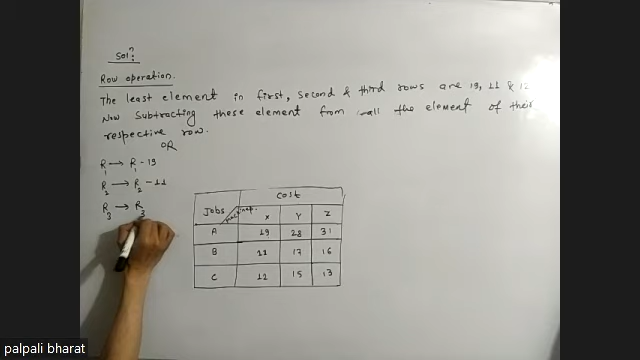 Sol?
Row operation.
The least element in first, Second & third rows are 19, 11 & 12
Now Subtracting these element from all the element of their
respective row.
OR
R1 → R1 - 19
R2 → R2 - 11
R3 → R3
Cost
Jobs X Y Z
A 19 28 31
B 11 17 16
C 12 15 13
palpali bharat